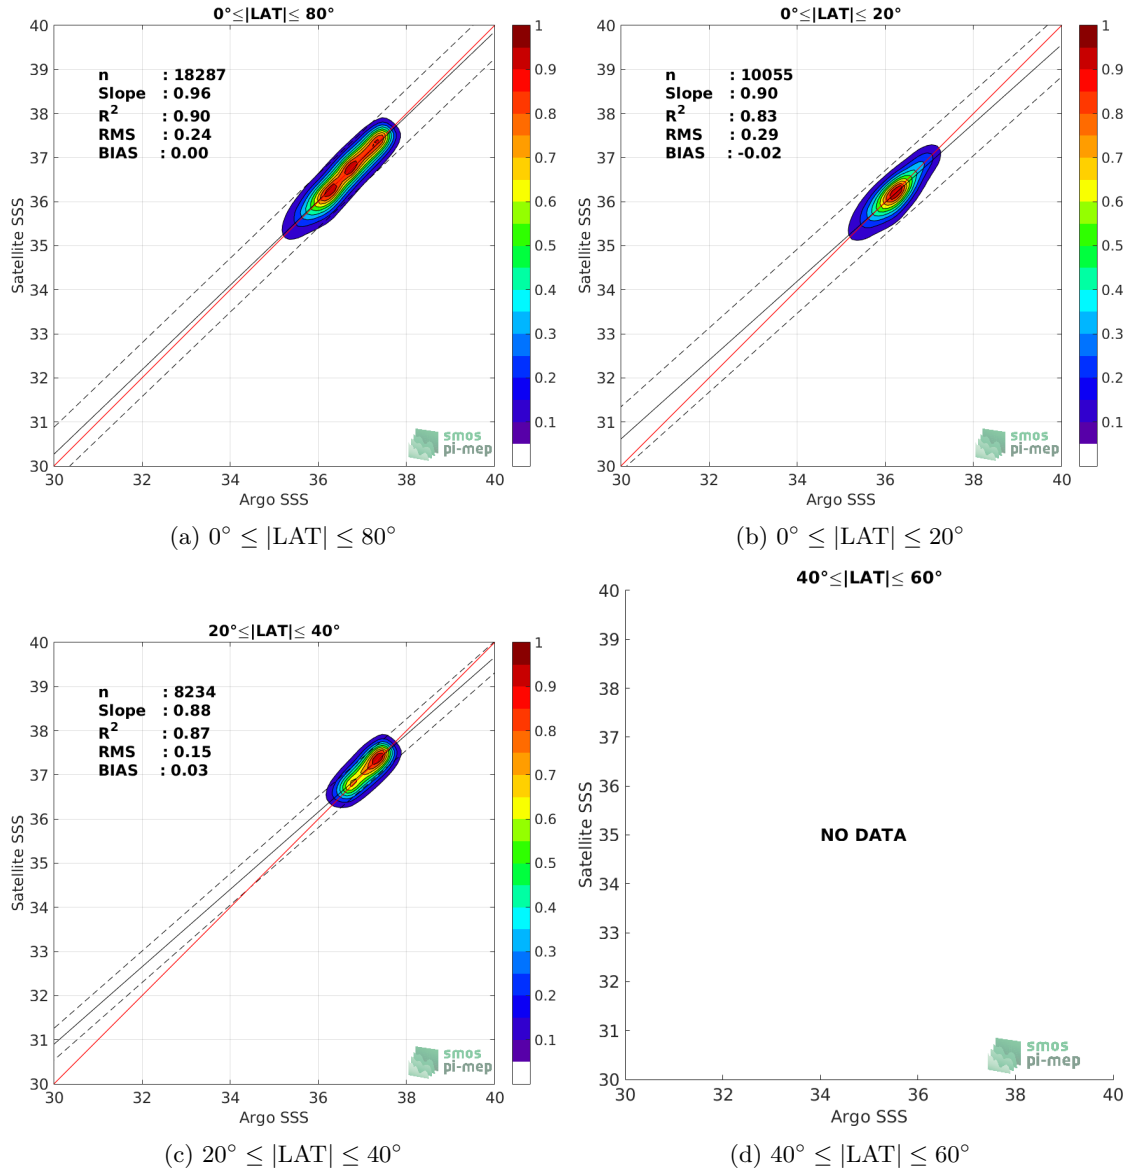 0°≤|LAT|≤ 80°
n : 18287
Slope : 0.96
R2 : 0.90
RMS : 0.24
BIAS : 0.00
40
39
38
37
36
35
34
33
32
31
30
Satellite SSS
30 32 34 36 38 40
Argo SSS
1
0.9
0.8
0.7
0.6
0.5
0.4
0.3
0.2
0.1
smos
pi-mep
(a) 0° ≤ |LAT| ≤ 80°
0°≤|LAT|≤ 20°
n : 10055
Slope : 0.90
R2 : 0.83
RMS : 0.29
BIAS : -0.02
40
39
38
37
36
35
34
33
32
31
30
Satellite SSS
30 32 34 36 38 40
Argo SSS
1
0.9
0.8
0.7
0.6
0.5
0.4
0.3
0.2
0.1
smos
pi-mep
(b) 0° ≤ |LAT| ≤ 20°
20°≤|LAT|≤ 40°
n : 8234
Slope : 0.88
R2 : 0.87
RMS : 0.15
BIAS : 0.03
40
39
38
37
36
35
34
33
32
31
30
Satellite SSS
30 32 34 36 38 40
Argo SSS
1
0.9
0.8
0.7
0.6
0.5
0.4
0.3
0.2
0.1
smos
pi-mep
(c) 20° ≤ |LAT| ≤ 40°
40°≤|LAT|≤ 60°
40
39
38
37
36
35
34
33
32
31
30
Satellite SSS
NO DATA
30 32 34 36 38 40
Argo SSS
smos
pi-mep
(d) 40° ≤ |LAT| ≤ 60°